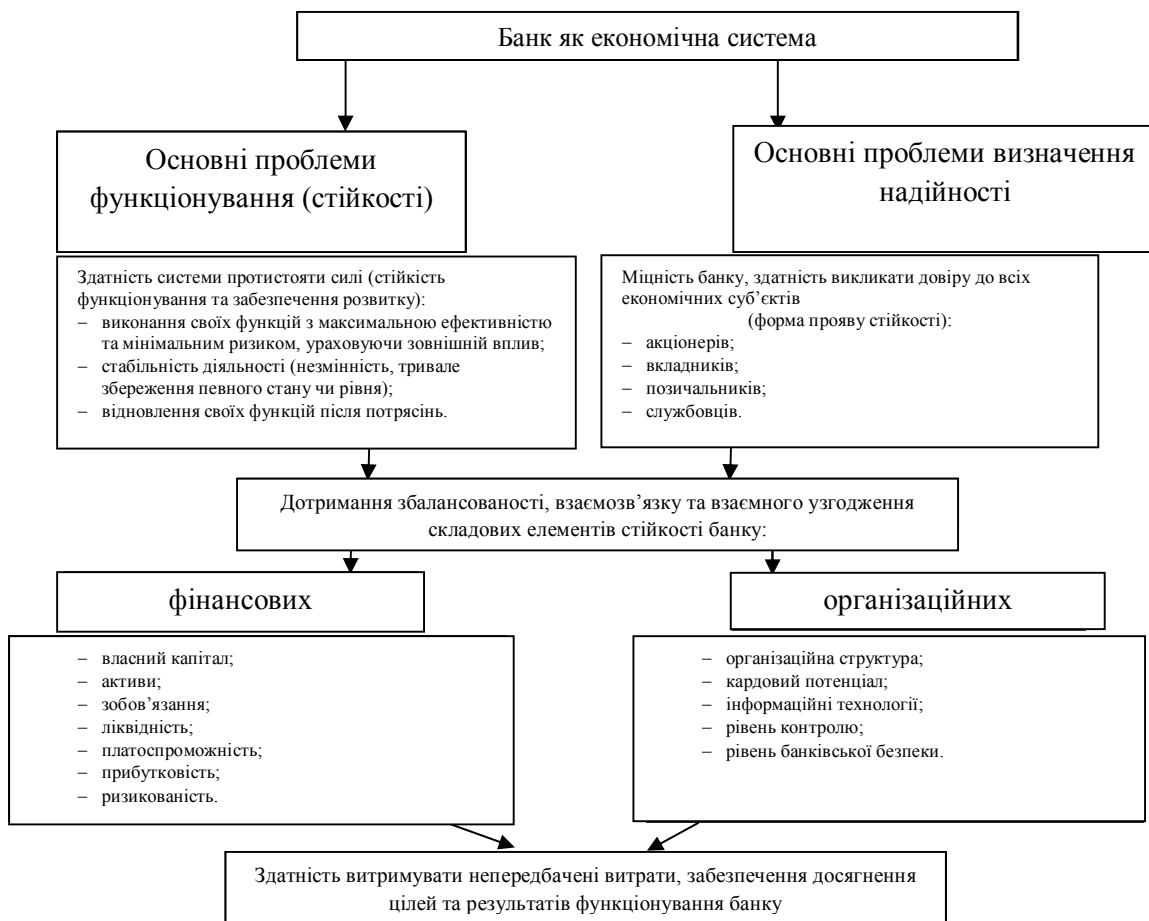 Банк як економічна система
Основні проблеми
функціонування (стійкості)
Основні проблеми визначення
надійності
Здатність системи протистояти силі (стійкість
функціонування та забезпечення розвитку):
– виконання своїх функцій з максимальною ефективністю
та мінімальним ризиком, ураховуючи зовнішній вплив;
– стабільність діяльності (незмінність, тривале
збереження певного стану чи рівня);
– відновлення своїх функцій після потрясінь.
Міцність банку, здатність викликати довіру до всіх
економічних суб’єктів
(форма прояву стійкості):
– акціонерів;
– вкладників;
– позичальників;
– службовців.
Дотримання збалансованості, взаємозв’язку та взаємного узгодження
складових елементів стійкості банку:
фінансових
організаційних
– власний капітал;
– активи;
– зобов’язання;
– ліквідність;
– платоспроможність;
– прибутковість;
– ризикованість.
– організаційна структура;
– кардовий потенціал;
– інформаційні технології;
– рівень контролю;
– рівень банківської безпеки.
Здатність витримувати непередбачені витрати, забезпечення досягнення
цілей та результатів функціонування банку